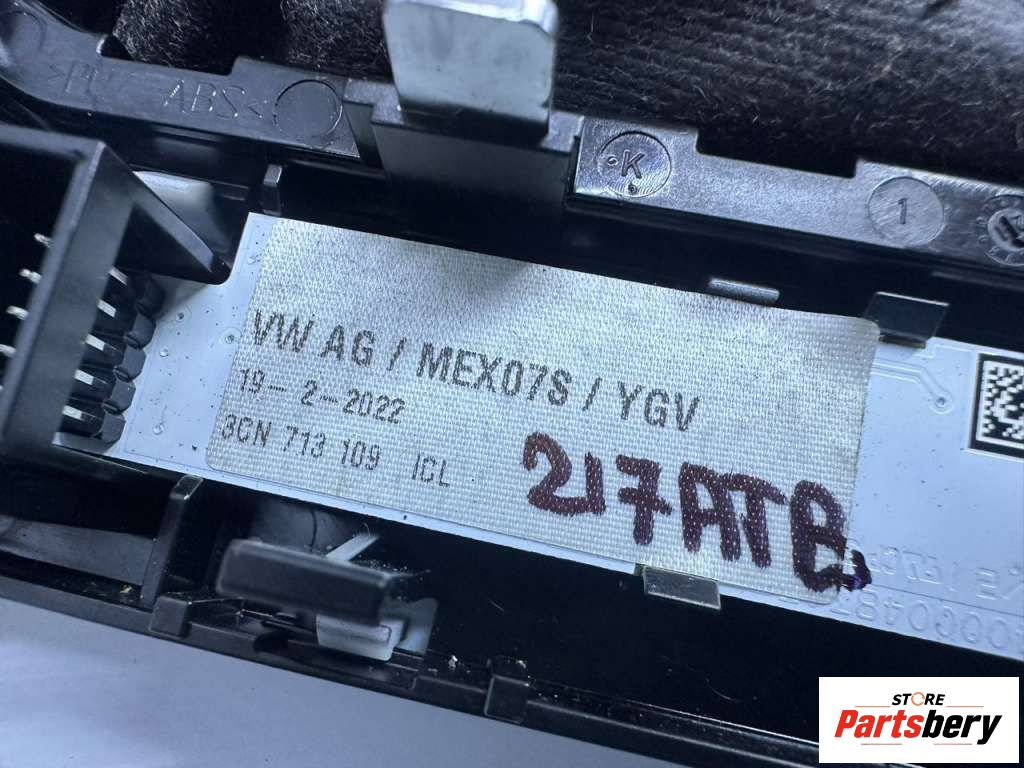 ABS<
K
1
VW AG / MEX07S / YGV
19-2-2022
3CN 713 109 ICL
217ATB
STORE
Partsbery